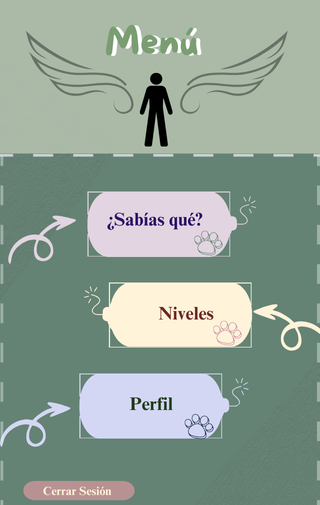 Menú
¿Sabías qué?
Niveles
Perfil
Cerrar Sesión